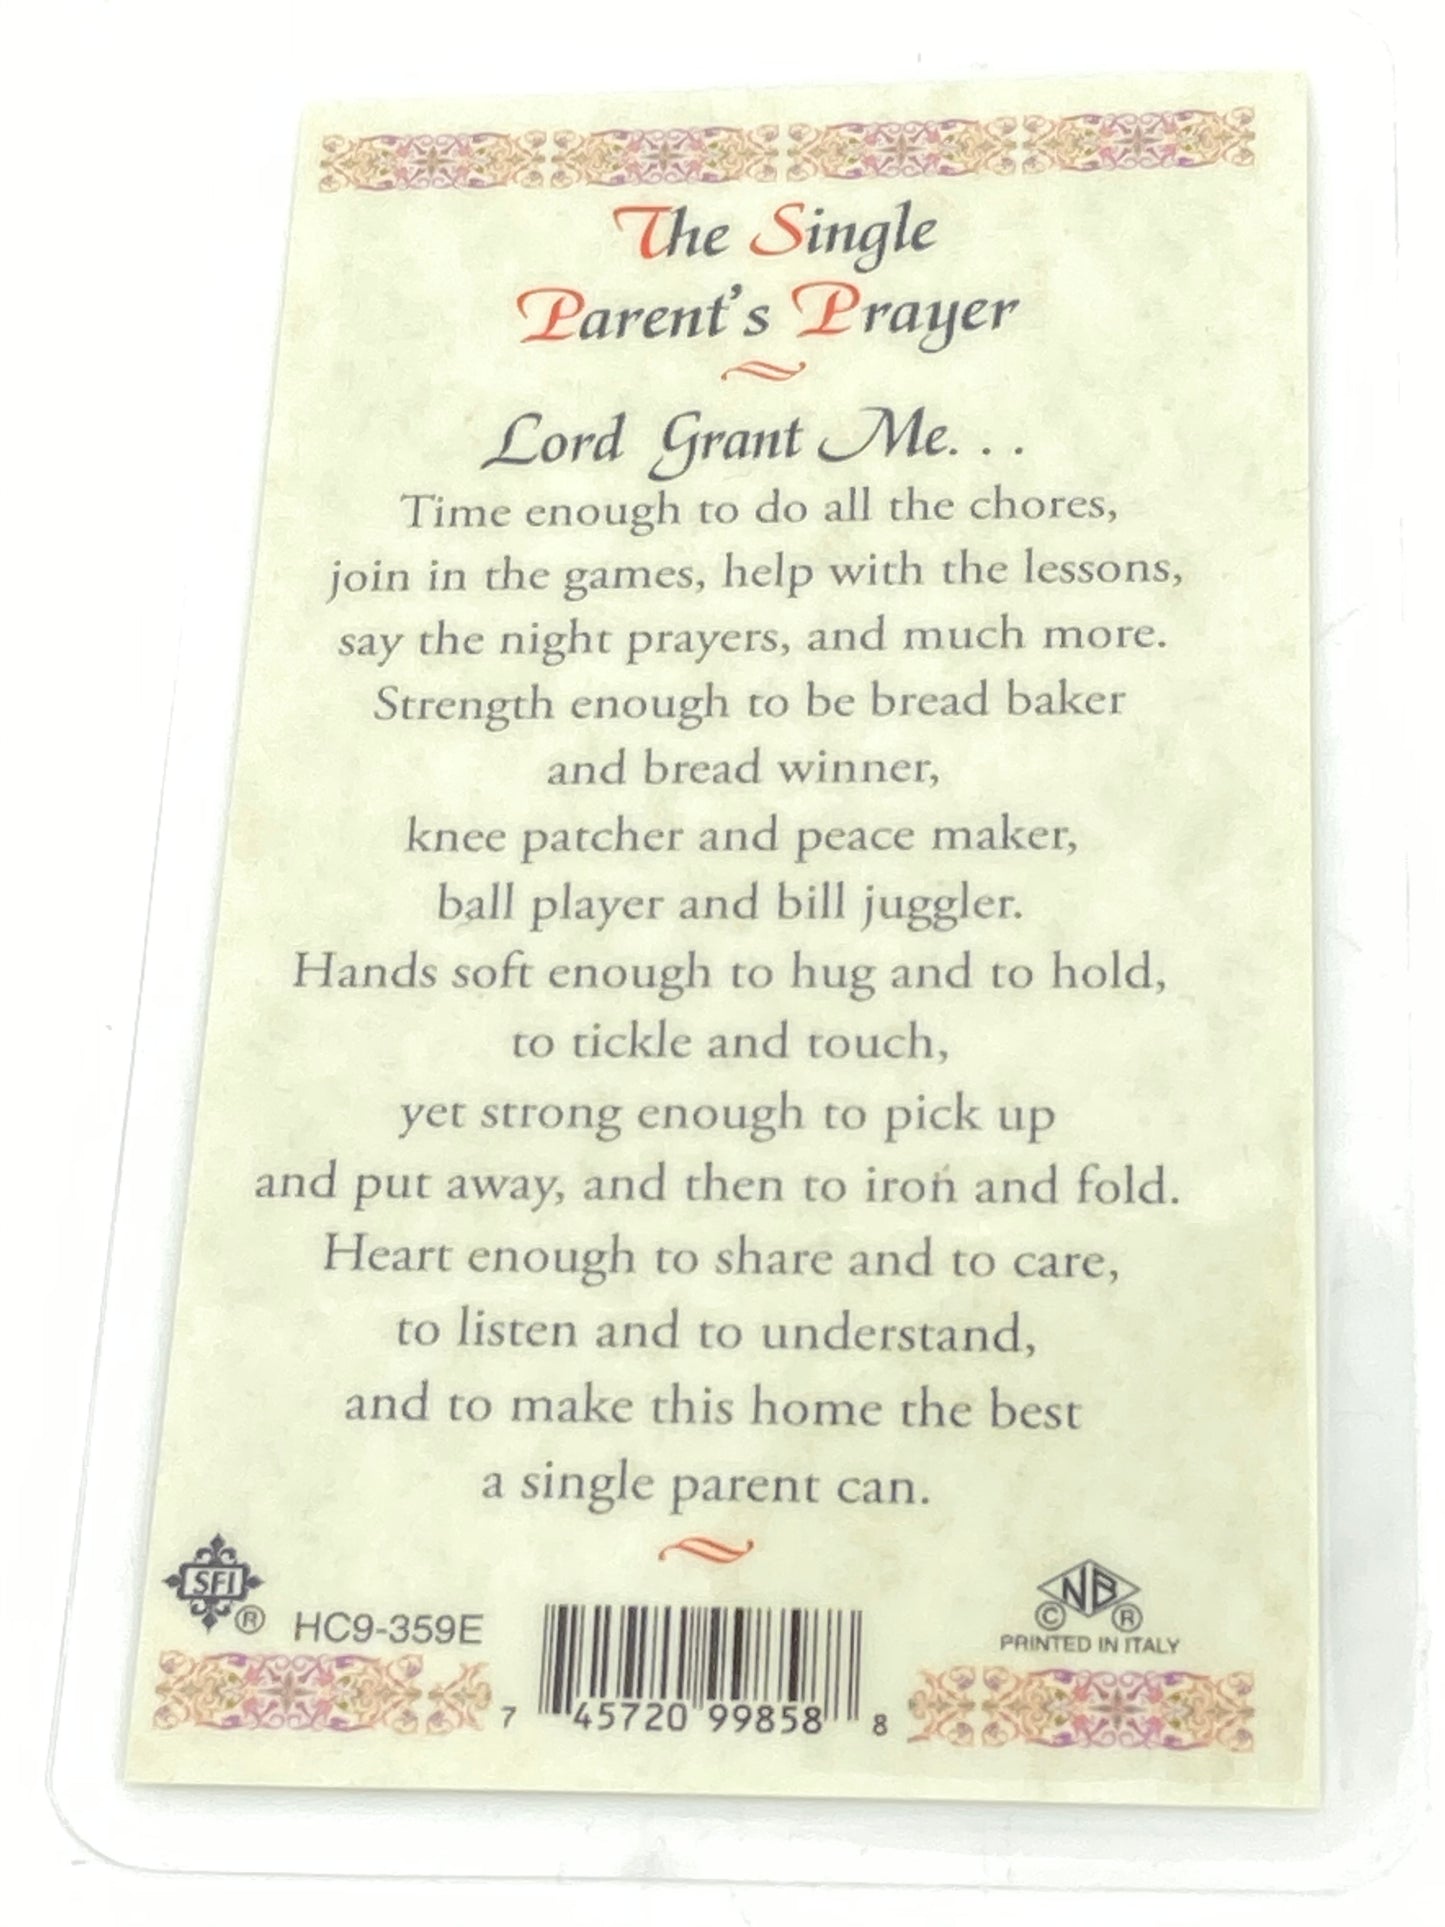 The Single
Parent's Prayer
Lord Grant Me. . .
Time enough to do all the chores,
join in the games, help with the lessons,
say the night prayers, and much more.
Strength enough to be bread baker
and bread winner,
knee patcher and peace maker,
ball player and bill juggler.
Hands soft enough to hug and to hold,
to tickle and touch,
yet strong enough to pick up
and put away, and then to iron and fold.
Heart enough to share and to care,
to listen and to understand,
and to make this home the best
a single parent can.
SFI ® HC9-359E
NB © ®
PRINTED IN ITALY
7 45720 99858 8